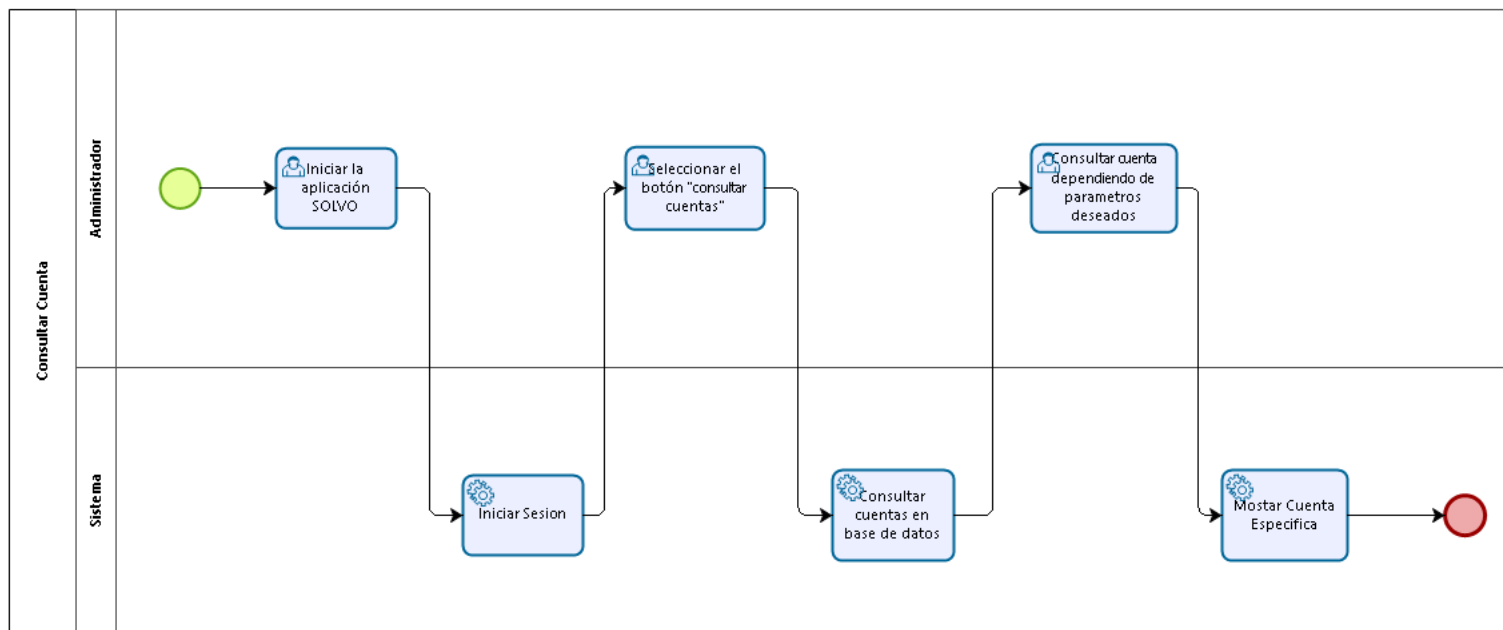 Consultar Cuenta
Administrador
Iniciar la
aplicación
SOLVO
Seleccionar el
botón "consultar
cuentas"
Consultar cuenta
dependiendo de
parametros
deseados
Sistema
Iniciar Sesion
Consultar
cuentas en
base de datos
Mostar Cuenta
Especifica